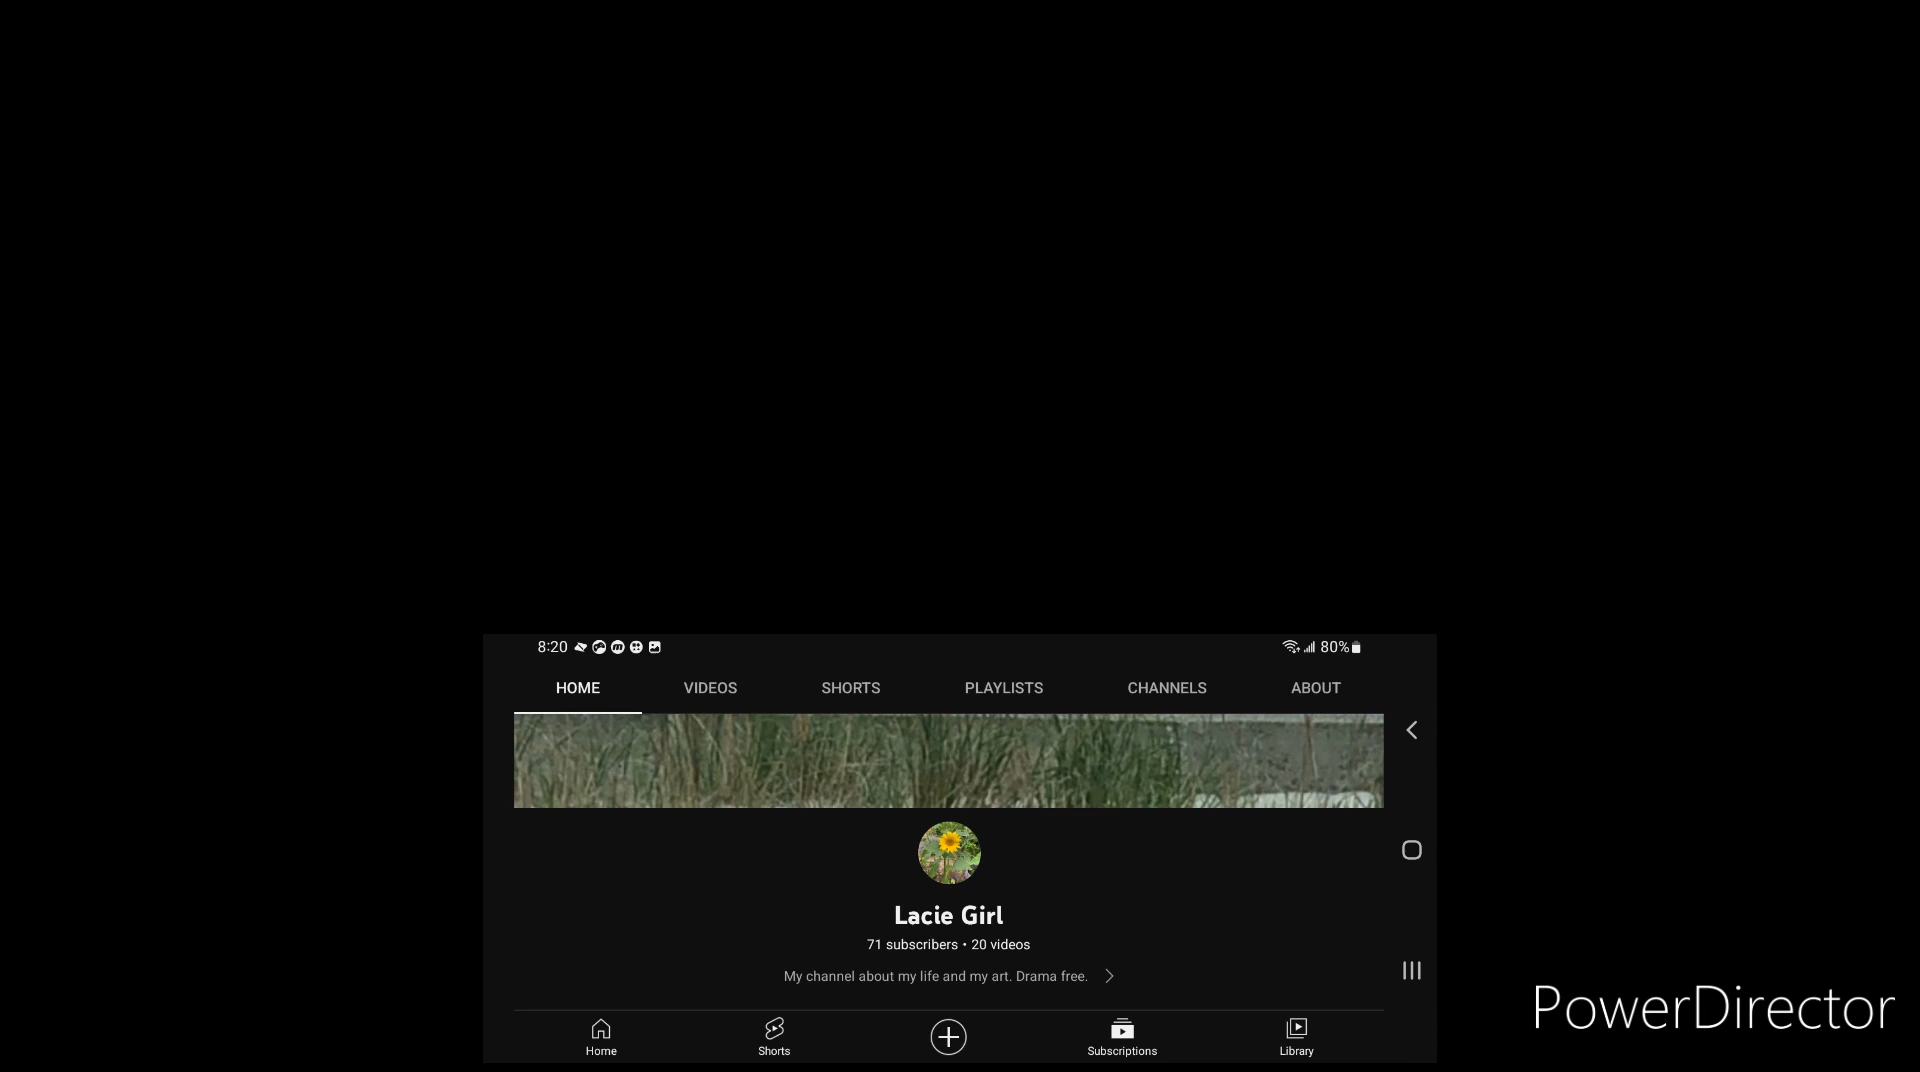 8:20
80%
HOME VIDEOS SHORTS PLAYLISTS CHANNELS ABOUT
Lacie Girl
71 subscribers • 20 videos
My channel about my life and my art. Drama free.
Home Shorts Subscriptions Library
PowerDirector